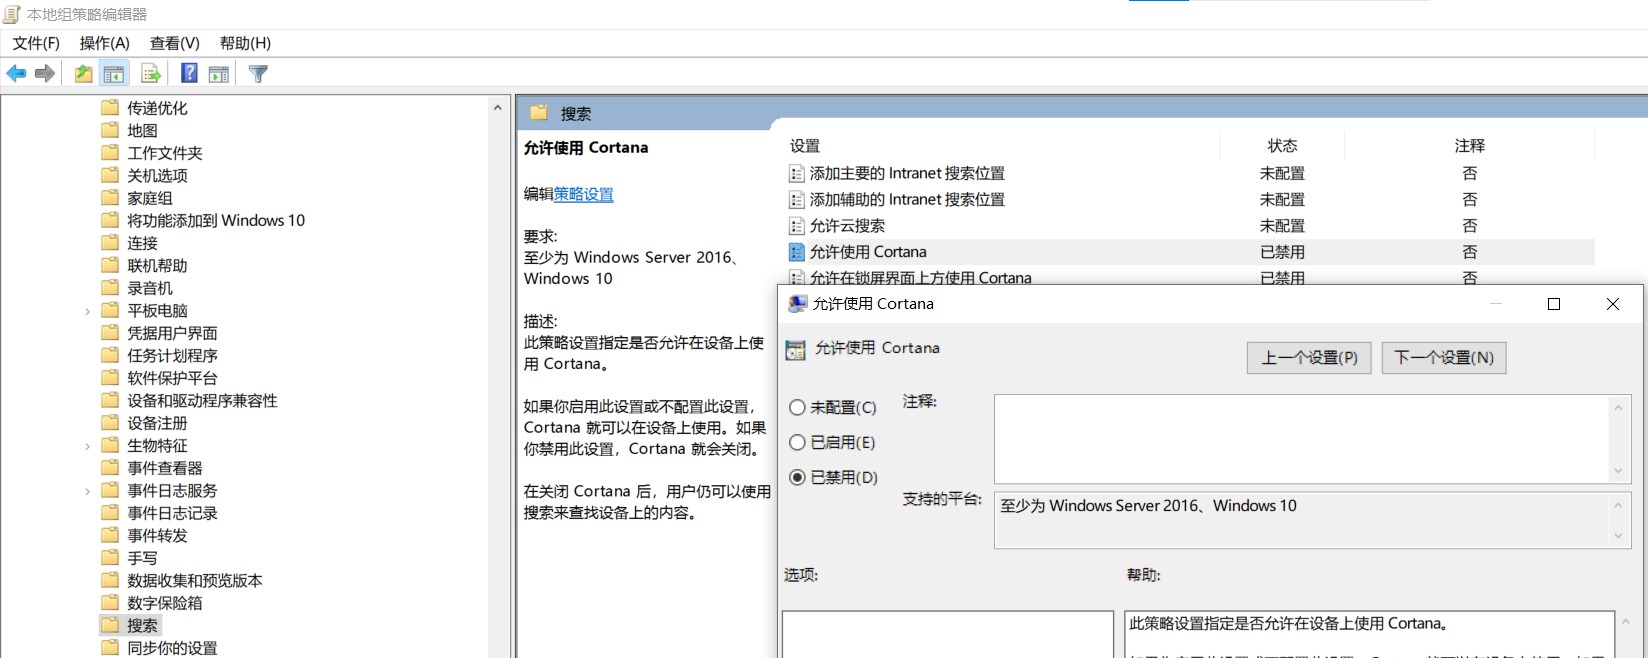 本地组策略编辑器
文件(F) 操作(A) 查看(V) 帮助(H)
传递优化
地图
工作文件夹
关机选项
家庭组
将功能添加到 Windows 10
连接
联机帮助
录音机
平板电脑
凭据用户界面
任务计划程序
软件保护平台
设备和驱动程序兼容性
设备注册
生物特征
事件查看器
事件日志服务
事件日志记录
事件转发
手写
数据收集和预览版本
数字保险箱
搜索
同步你的设置
搜索
允许使用 Cortana
编辑策略设置
要求:
至少为 Windows Server 2016、
Windows 10
描述:
此策略设置指定是否允许在设备上使
用 Cortana。
如果你启用此设置或不配置此设置，
Cortana 就可以在设备上使用。如果
你禁用此设置，Cortana 就会关闭。
在关闭 Cortana 后，用户仍可以使用
搜索来查找设备上的内容。
设置 状态 注释
添加主要的 Intranet 搜索位置 未配置 否
添加辅助的 Intranet 搜索位置 未配置 否
允许云搜索 未配置 否
允许使用 Cortana 已禁用 否
允许在锁屏界面上方使用 Cortana 已禁用 否
允许使用 Cortana
允许使用 Cortana
上一个设置(P) 下一个设置(N)
未配置(C) 注释:
已启用(E)
已禁用(D)
支持的平台: 至少为 Windows Server 2016、Windows 10
选项: 帮助:
此策略设置指定是否允许在设备上使用 Cortana。